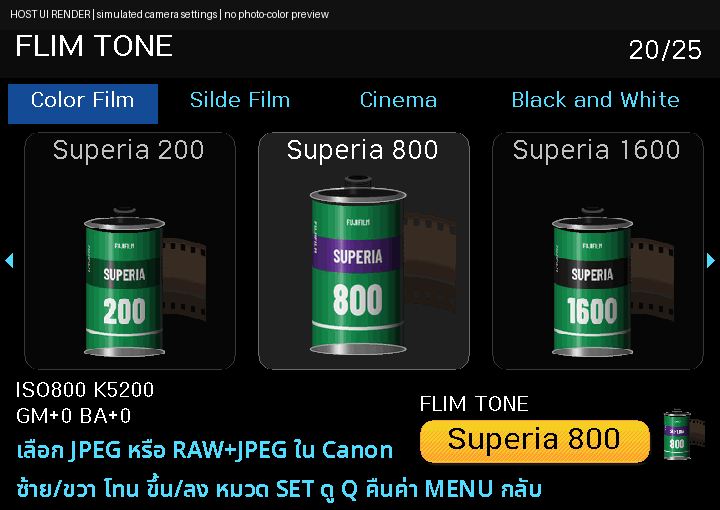 HOST UI RENDER | simulated camera settings | no photo-color preview
FLIM TONE
20/25
Color Film
Silde Film
Cinema
Black and White
Superia 200
Superia 800
Superia 1600
FUJIFILM
SUPERIA
200
FUJIFILM
FUJIFILM
SUPERIA
800
FUJIFILM
SUPERIA
1600
ISO800 K5200
GM+0 BA+0
FLIM TONE
Superia 800
SUPERIA
800
เลือก JPEG หรือ RAW+JPEG ใน Canon
ซ้าย/ขวา โทน ขึ้น/ลง หมวด SET ดู Q คืนค่า MENU กลับ